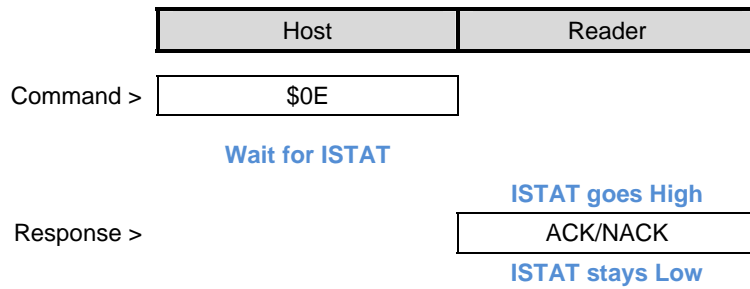 Host Reader
Command > $0E
Wait for ISTAT
ISTAT goes High
Response > ACK/NACK
ISTAT stays Low